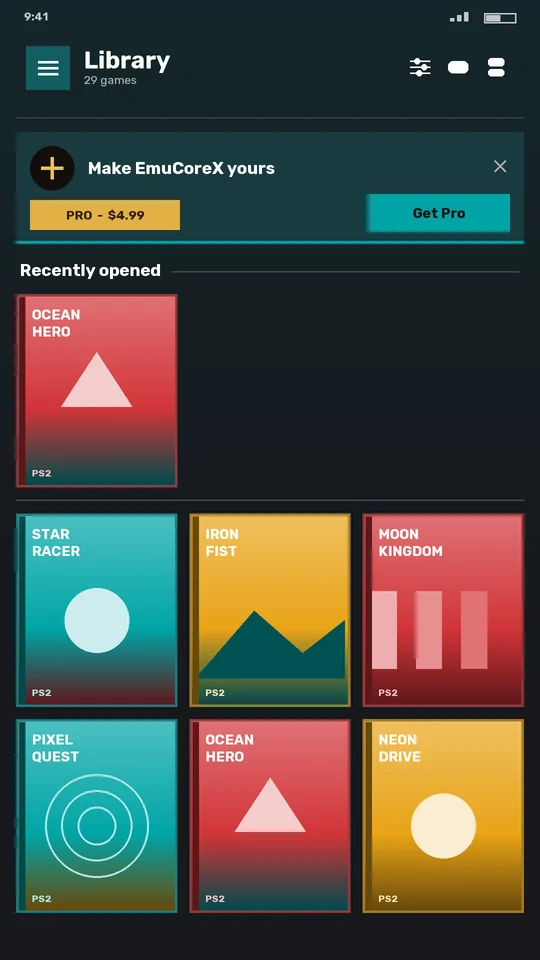 9:41
Library
29 games
Make EmuCoreX yours
PRO - $4.99
Get Pro
Recently opened
OCEAN
HERO
PS2
STAR
RACER
PS2
IRON
FIST
PS2
MOON
KINGDOM
PS2
PIXEL
QUEST
PS2
OCEAN
HERO
PS2
NEON
DRIVE
PS2